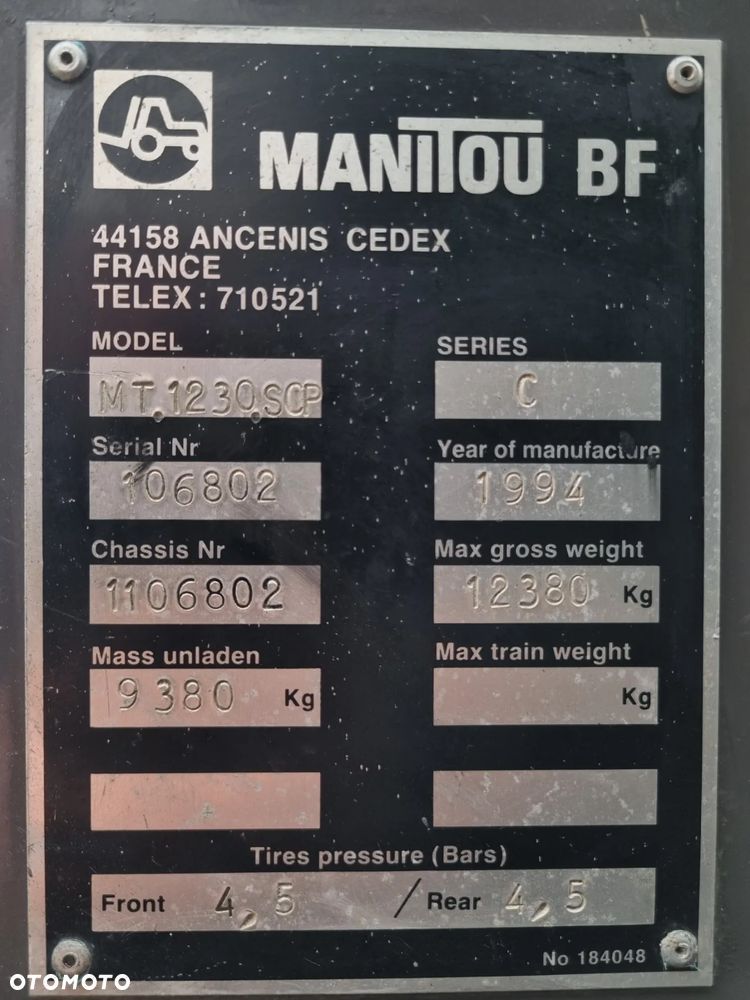 MANITOU BF
44158 ANCENIS CEDEX
FRANCE
TELEX: 710521
MODEL SERIES
MT.1230.SCP C
Serial Nr Year of manufacture
106802 1994
Chassis Nr Max gross weight
1106802 12380 Kg
Mass unladen Max train weight
9380 Kg Kg
Tires pressure (Bars)
Front 4,5 / Rear 4,5
No 184048
OTOMOTO